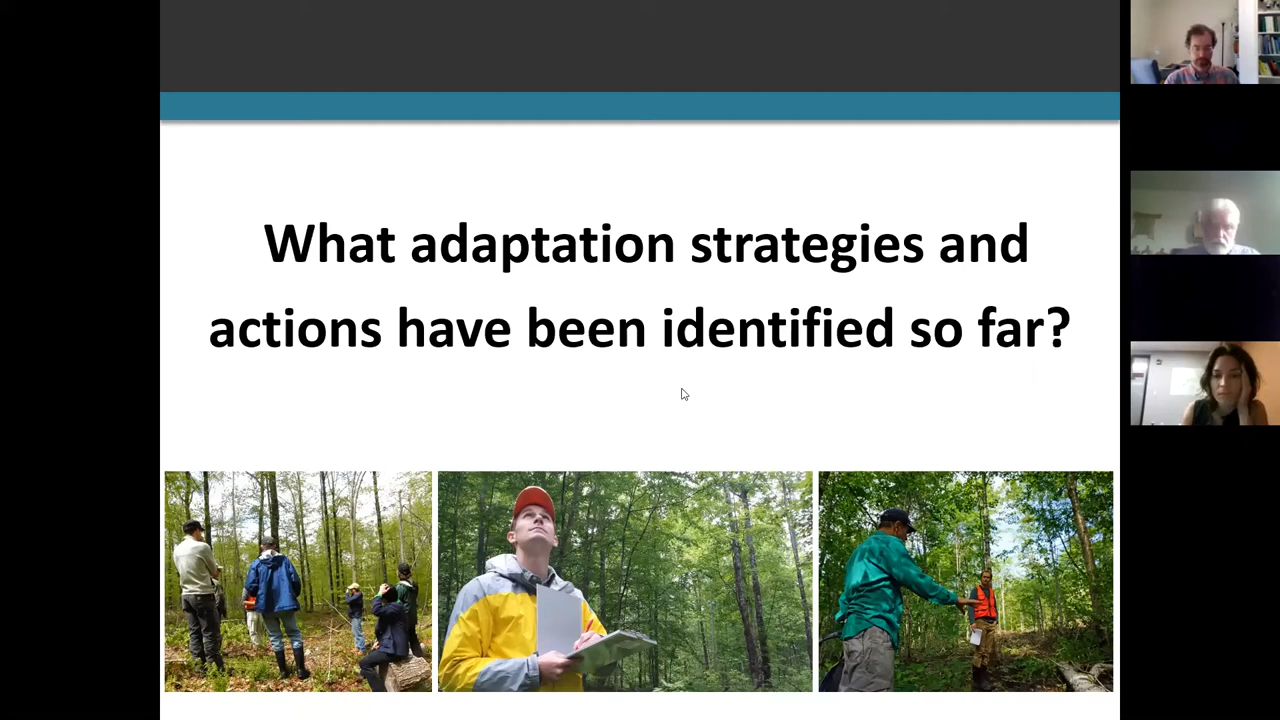 What adaptation strategies and
actions have been identified so far?